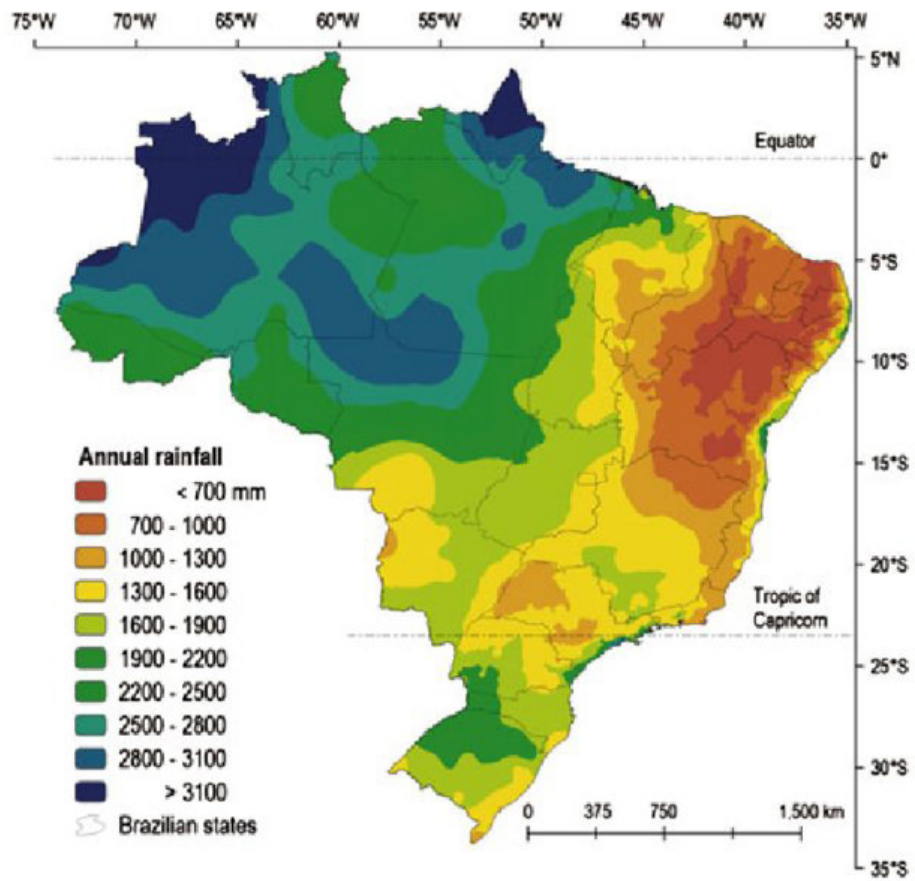 75°W 70°W 65°W 60°W 55°W 50°W 45°W 40°W 35°W
5°N
Equator
0°
5°S
10°S
Annual rainfall
< 700 mm
15°S
700 - 1000
1000 - 1300
20°S
1300 - 1600
Tropic of
Capricorn
1600 - 1900
1900 - 2200
25°S
2200 - 2500
2500 - 2800
2800 - 3100
30°S
> 3100
0 375 750 1,500 km
Brazilian states
35°S